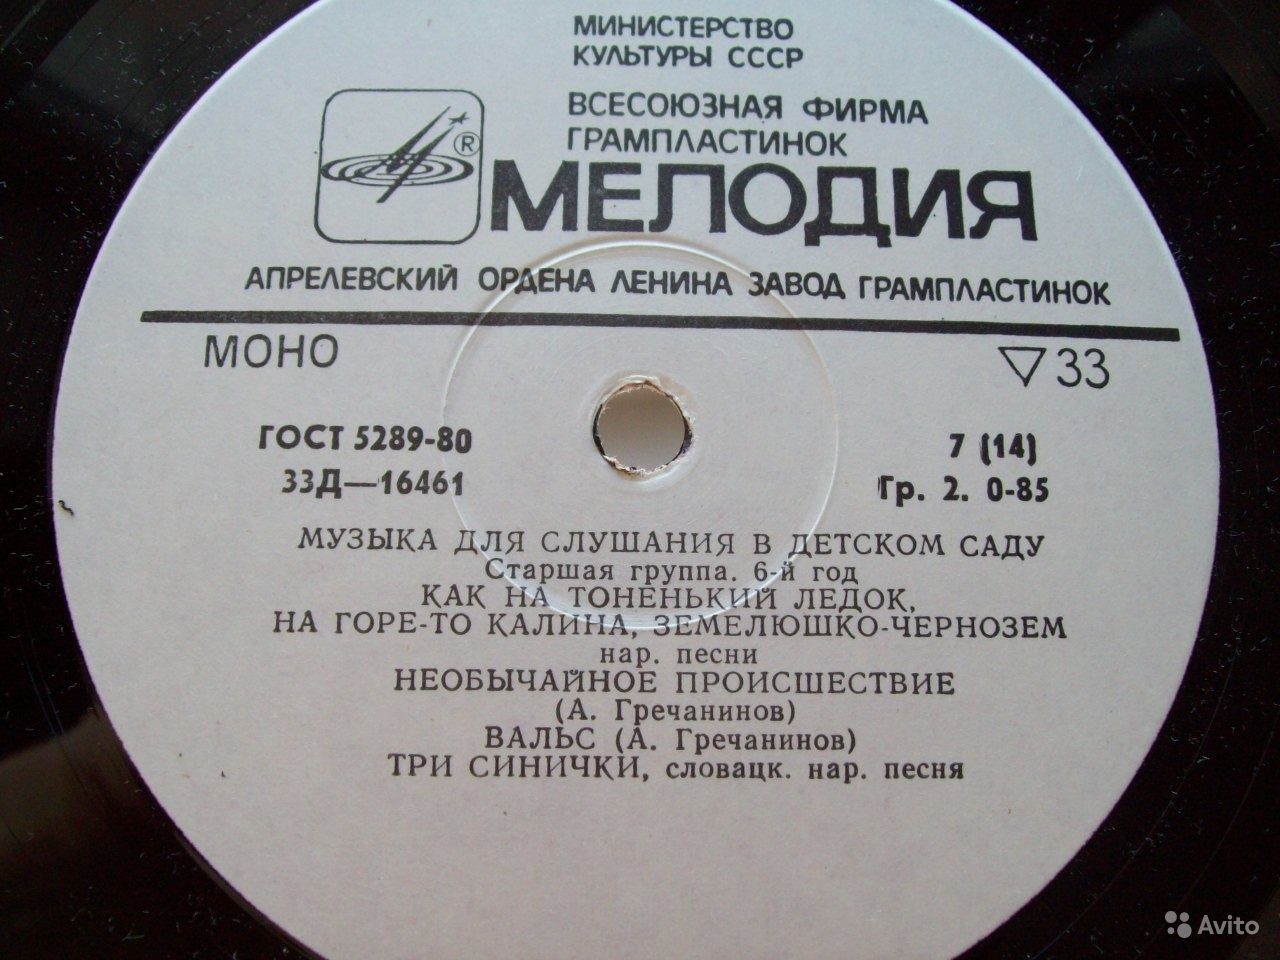 МИНИСТЕРСТВО
КУЛЬТУРЫ СССР
ВСЕСОЮЗНАЯ ФИРМА
ГРАМПЛАСТИНОК
®
МЕЛОДИЯ
АПРЕЛЕВСКИЙ ОРДЕНА ЛЕНИНА ЗАВОД ГРАМПЛАСТИНОК
МОНО ▽33
ГОСТ 5289-80 7 (14)
33Д—16461 Гр. 2. 0-85
МУЗЫКА ДЛЯ СЛУШАНИЯ В ДЕТСКОМ САДУ
Старшая группа. 6-й год
КАК НА ТОНЕНЬКИЙ ЛЕДОК,
НА ГОРЕ-ТО КАЛИНА, ЗЕМЕЛЮШКО-ЧЕРНОЗЕМ
нар. песни
НЕОБЫЧАЙНОЕ ПРОИСШЕСТВИЕ
(А. Гречанинов)
ВАЛЬС (А. Гречанинов)
ТРИ СИНИЧКИ, словацк. нар. песня
Avito